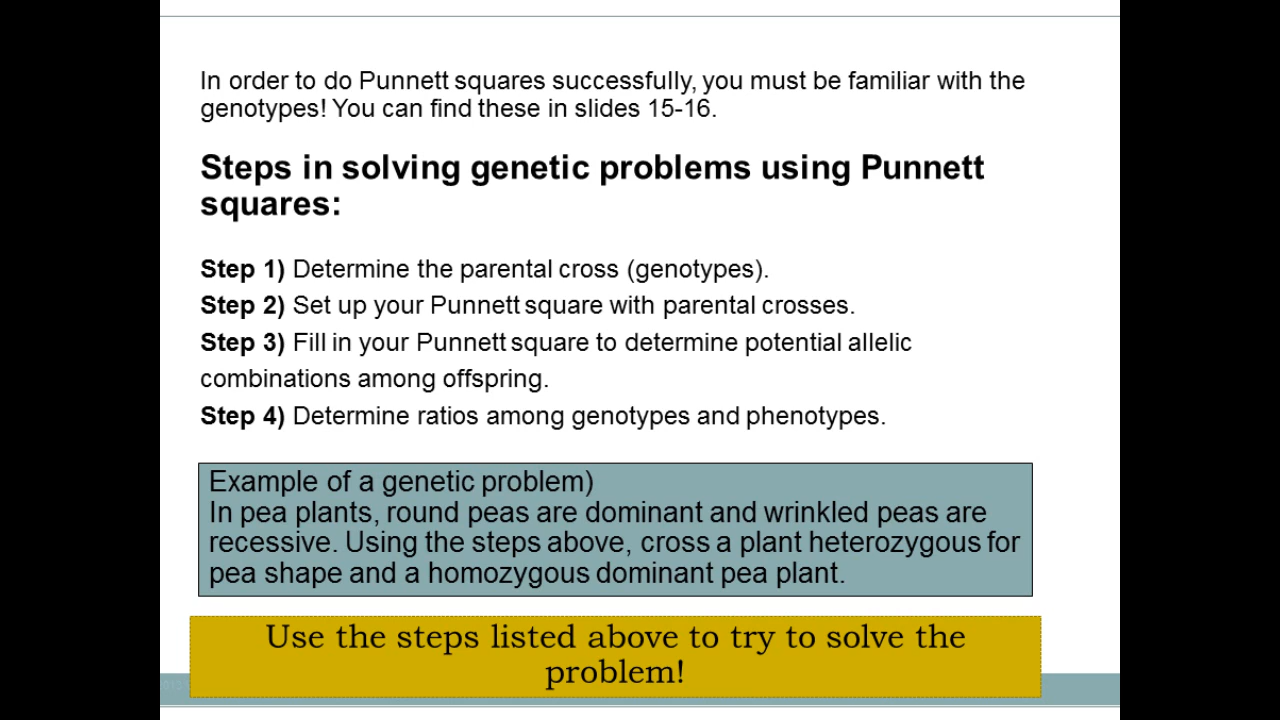 In order to do Punnett squares successfully, you must be familiar with the
genotypes! You can find these in slides 15-16.
Steps in solving genetic problems using Punnett
squares:
Step 1) Determine the parental cross (genotypes).
Step 2) Set up your Punnett square with parental crosses.
Step 3) Fill in your Punnett square to determine potential allelic
combinations among offspring.
Step 4) Determine ratios among genotypes and phenotypes.
Example of a genetic problem)
In pea plants, round peas are dominant and wrinkled peas are
recessive. Using the steps above, cross a plant heterozygous for
pea shape and a homozygous dominant pea plant.
Use the steps listed above to try to solve the
problem!